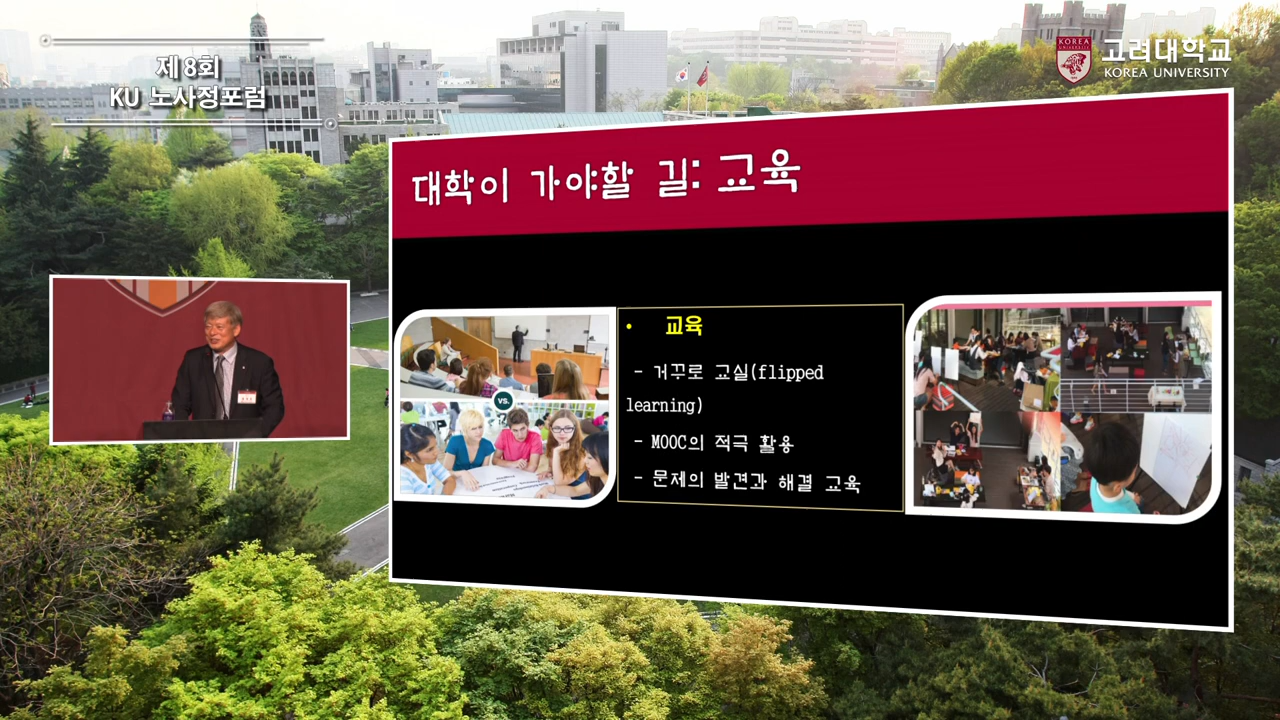 제8회
KU 노사정포럼
KOREA
UNIVERSITY
고려대학교
KOREA UNIVERSITY
대학이 가야할 길: 교육
VS.
• 교육
- 거꾸로 교실(flipped
learning)
- MOOC의 적극 활용
- 문제의 발견과 해결 교육